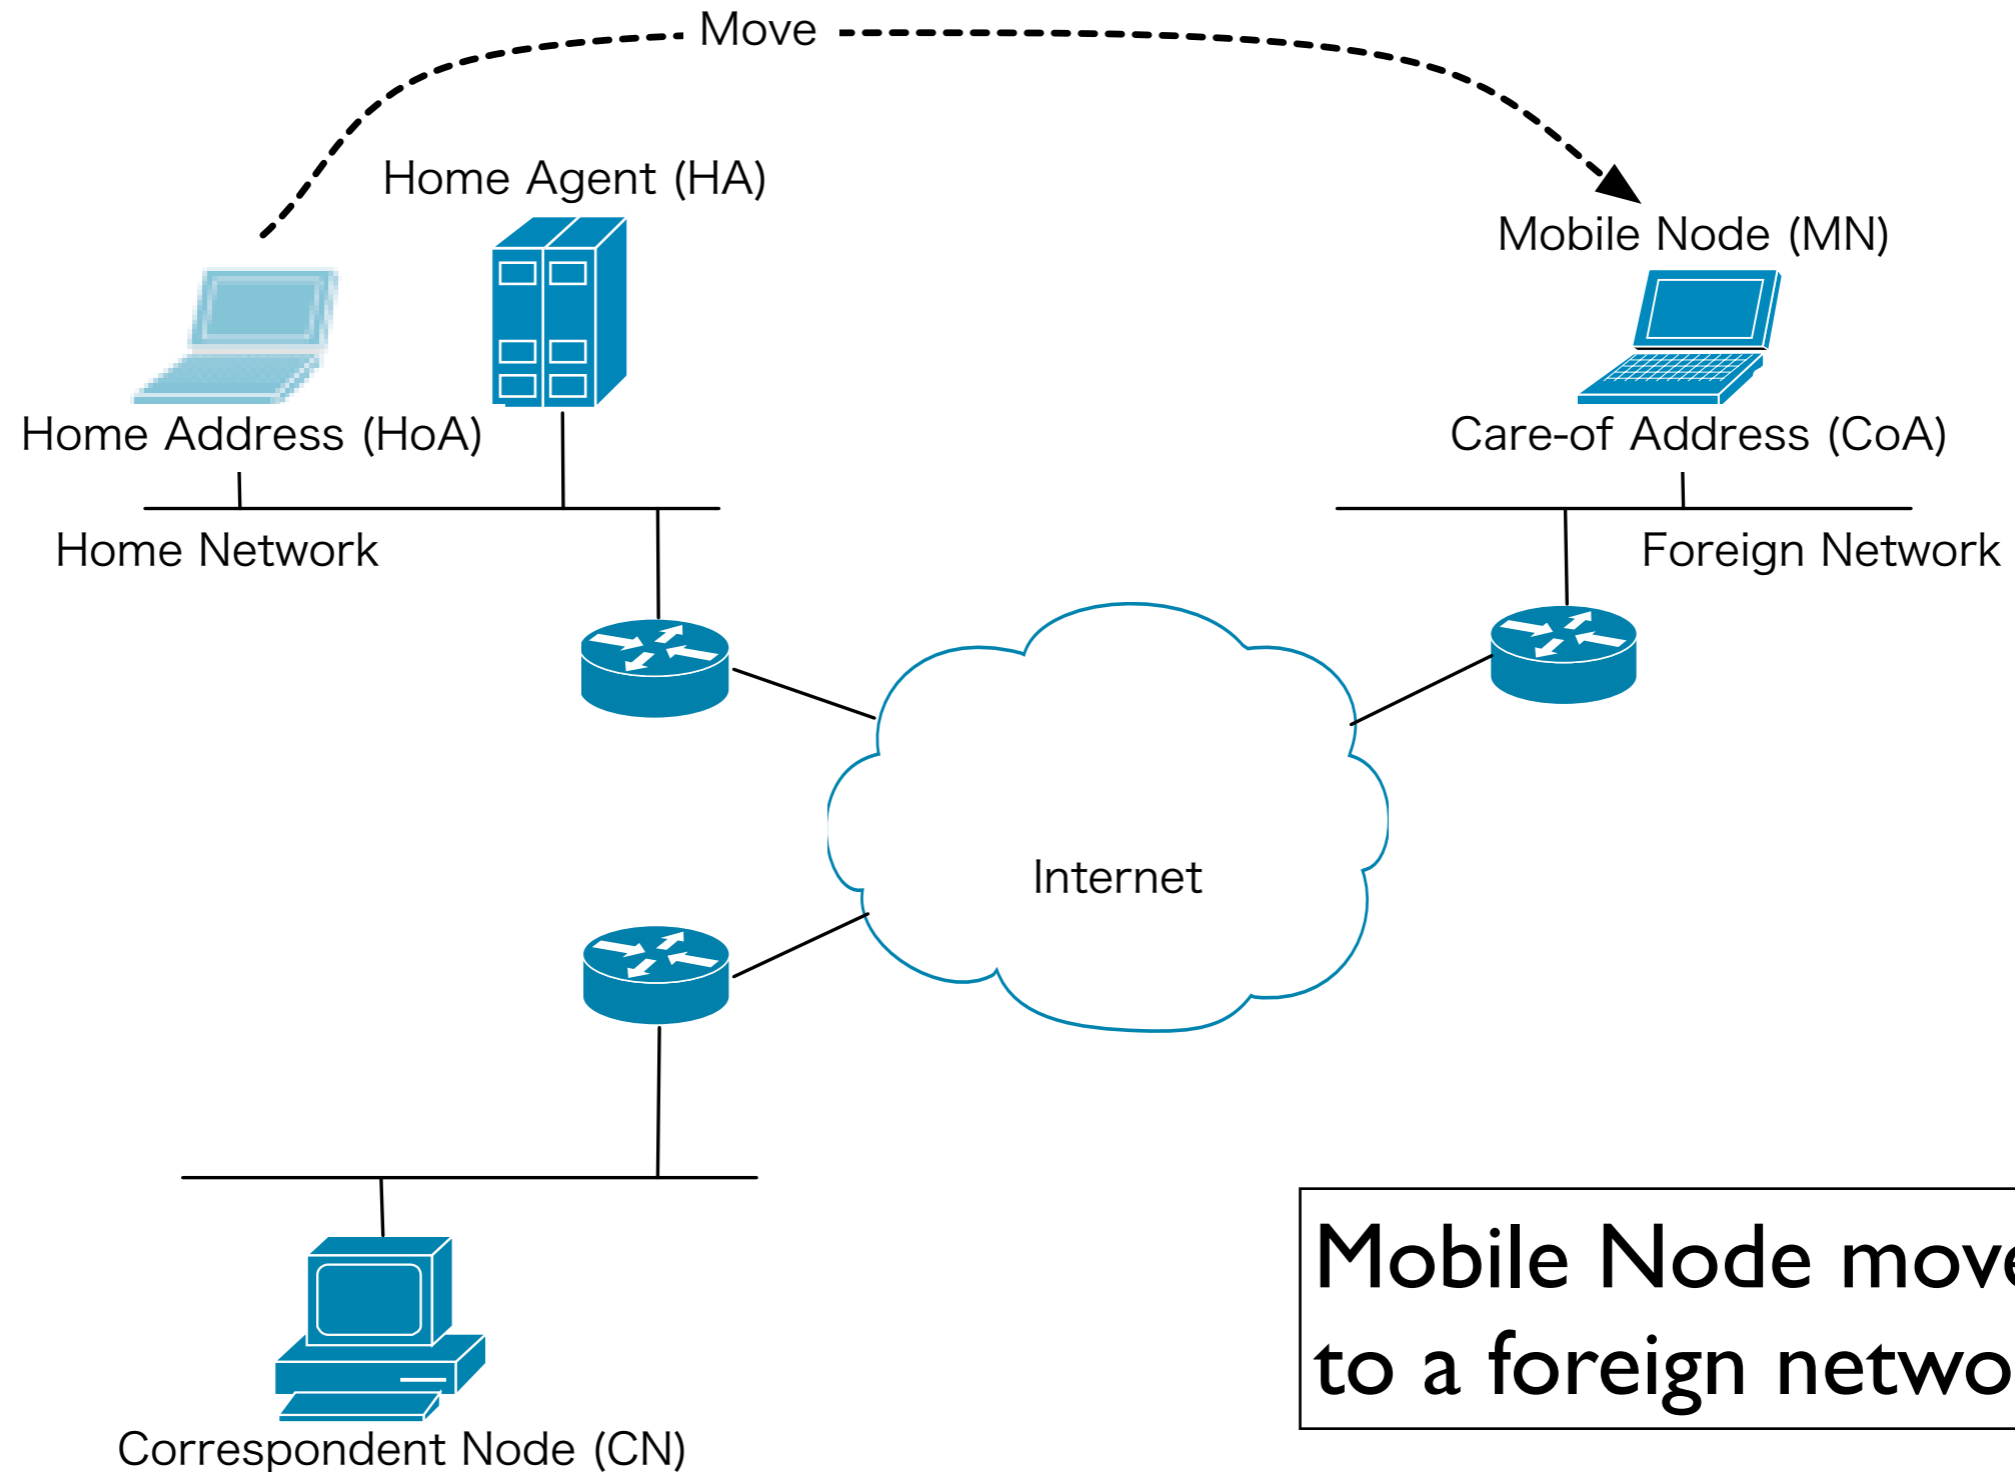 Move
Home Agent (HA)
Mobile Node (MN)
Home Address (HoA)
Care-of Address (CoA)
Home Network
Foreign Network
Internet
Mobile Node move
to a foreign netwo
Correspondent Node (CN)